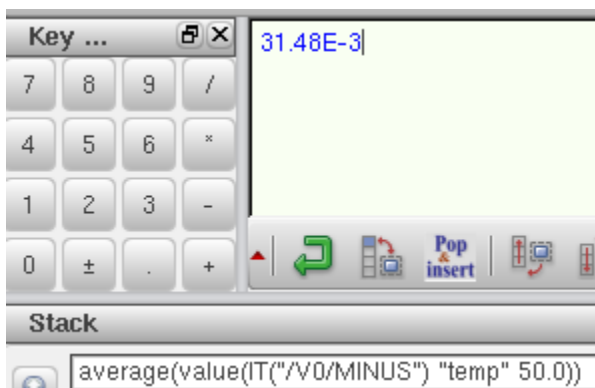 Key ...
31.48E-3
7 8 9 /
4 5 6 *
1 2 3 -
0 ± . +
Pop
&
insert
Stack
average(value(IT("/V0/MINUS") "temp" 50.0))